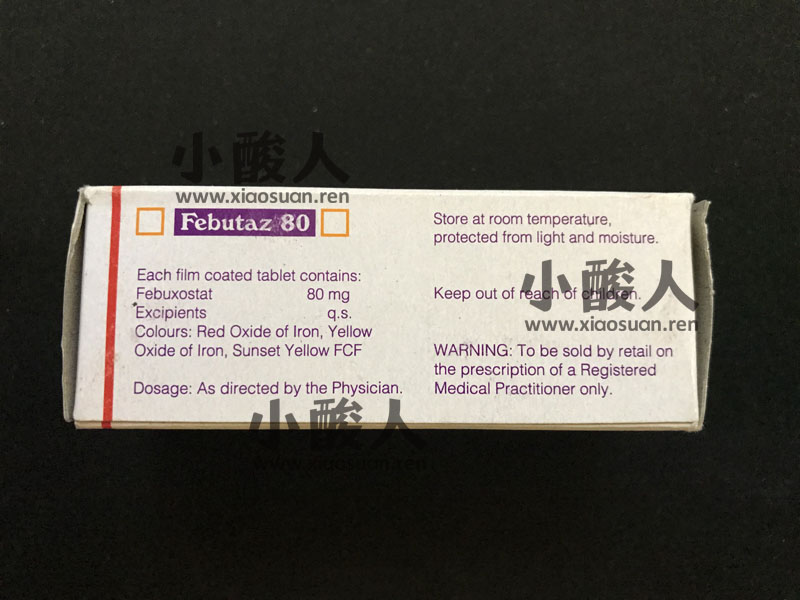 小酸人
www.xiaosuan.ren
Febutaz 80
Each film coated tablet contains:
Febuxostat 80 mg
Excipients q.s.
Colours: Red Oxide of Iron, Yellow
Oxide of Iron, Sunset Yellow FCF
Dosage: As directed by the Physician.
Store at room temperature,
protected from light and moisture.
Keep out of reach of children.
小酸人
www.xiaosuan.ren
WARNING: To be sold by retail on
the prescription of a Registered
Medical Practitioner only.
小酸人
www.xiaosuan.ren